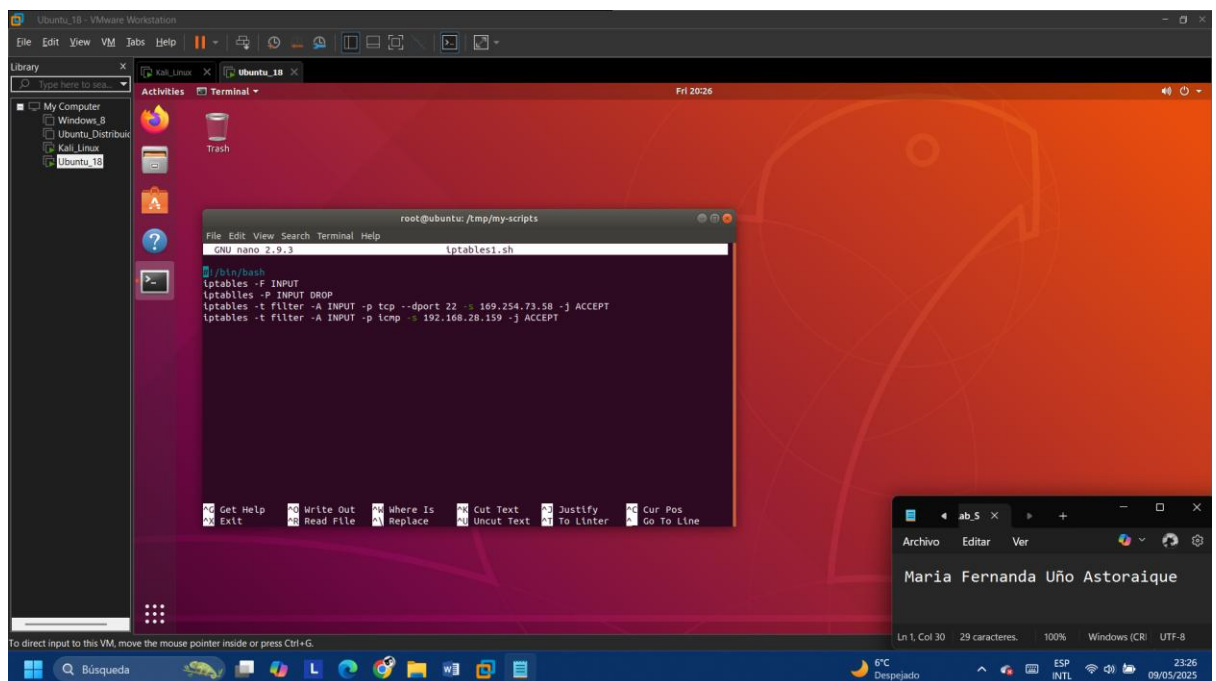 Ubuntu_18 - VMware Workstation
File Edit View VM Tabs Help
Library
Type here to sea...
My Computer
Windows_8
Ubuntu_Distribuic
Kali_Linux
Ubuntu_18
Kali_Linux Ubuntu_18
Activities Terminal Fri 20:26
Trash
root@ubuntu: /tmp/my-scripts
File Edit View Search Terminal Help
GNU nano 2.9.3 iptables1.sh
#!/bin/bash
iptables -F INPUT
iptablles -P INPUT DROP
iptables -t filter -A INPUT -p tcp --dport 22 -s 169.254.73.58 -j ACCEPT
iptables -t filter -A INPUT -p icmp -s 192.168.28.159 -j ACCEPT
^G Get Help ^O Write Out ^W Where Is ^K Cut Text ^J Justify ^C Cur Pos
^X Exit ^R Read File ^\ Replace ^U Uncut Text ^T To Linter ^_ Go To Line
ab_5
Archivo Editar Ver
Maria Fernanda Uño Astoraique
Ln 1, Col 30 29 caracteres. 100% Windows (CRI UTF-8
To direct input to this VM, move the mouse pointer inside or press Ctrl+G.
Búsqueda
6°C
Despejado
ESP
INTL
23:26
09/05/2025